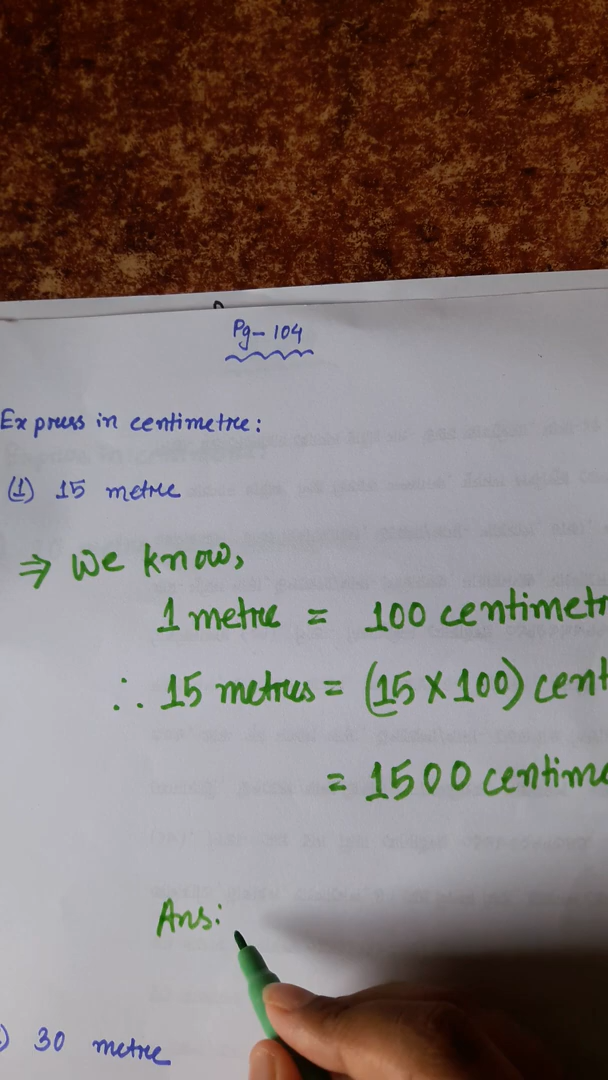 Pg-104
Express in centimetre:
(1) 15 metre
⇒ We know,
1 metre = 100 centimetr
∴ 15 metres = (15 X 100) cent
= 1500 centime
Ans:
) 30 metre